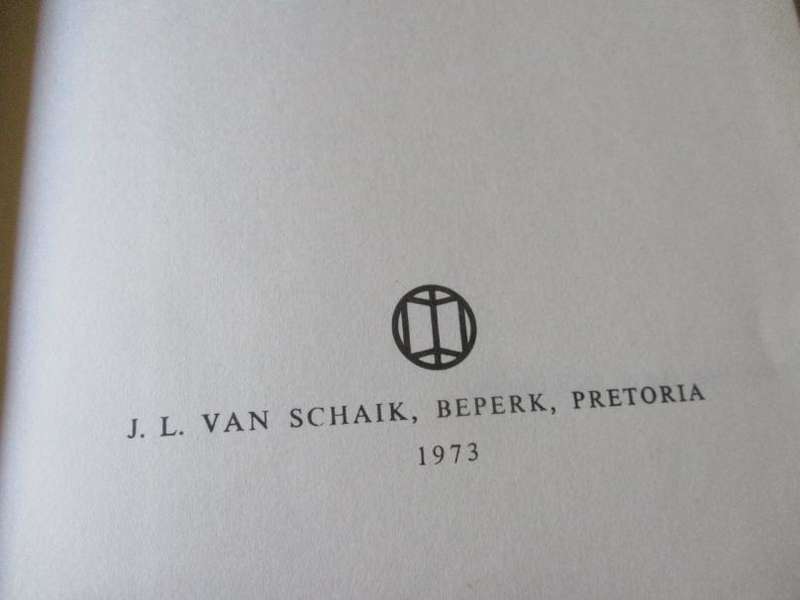 J. L. VAN SCHAIK, BEPERK, PRETORIA
1973